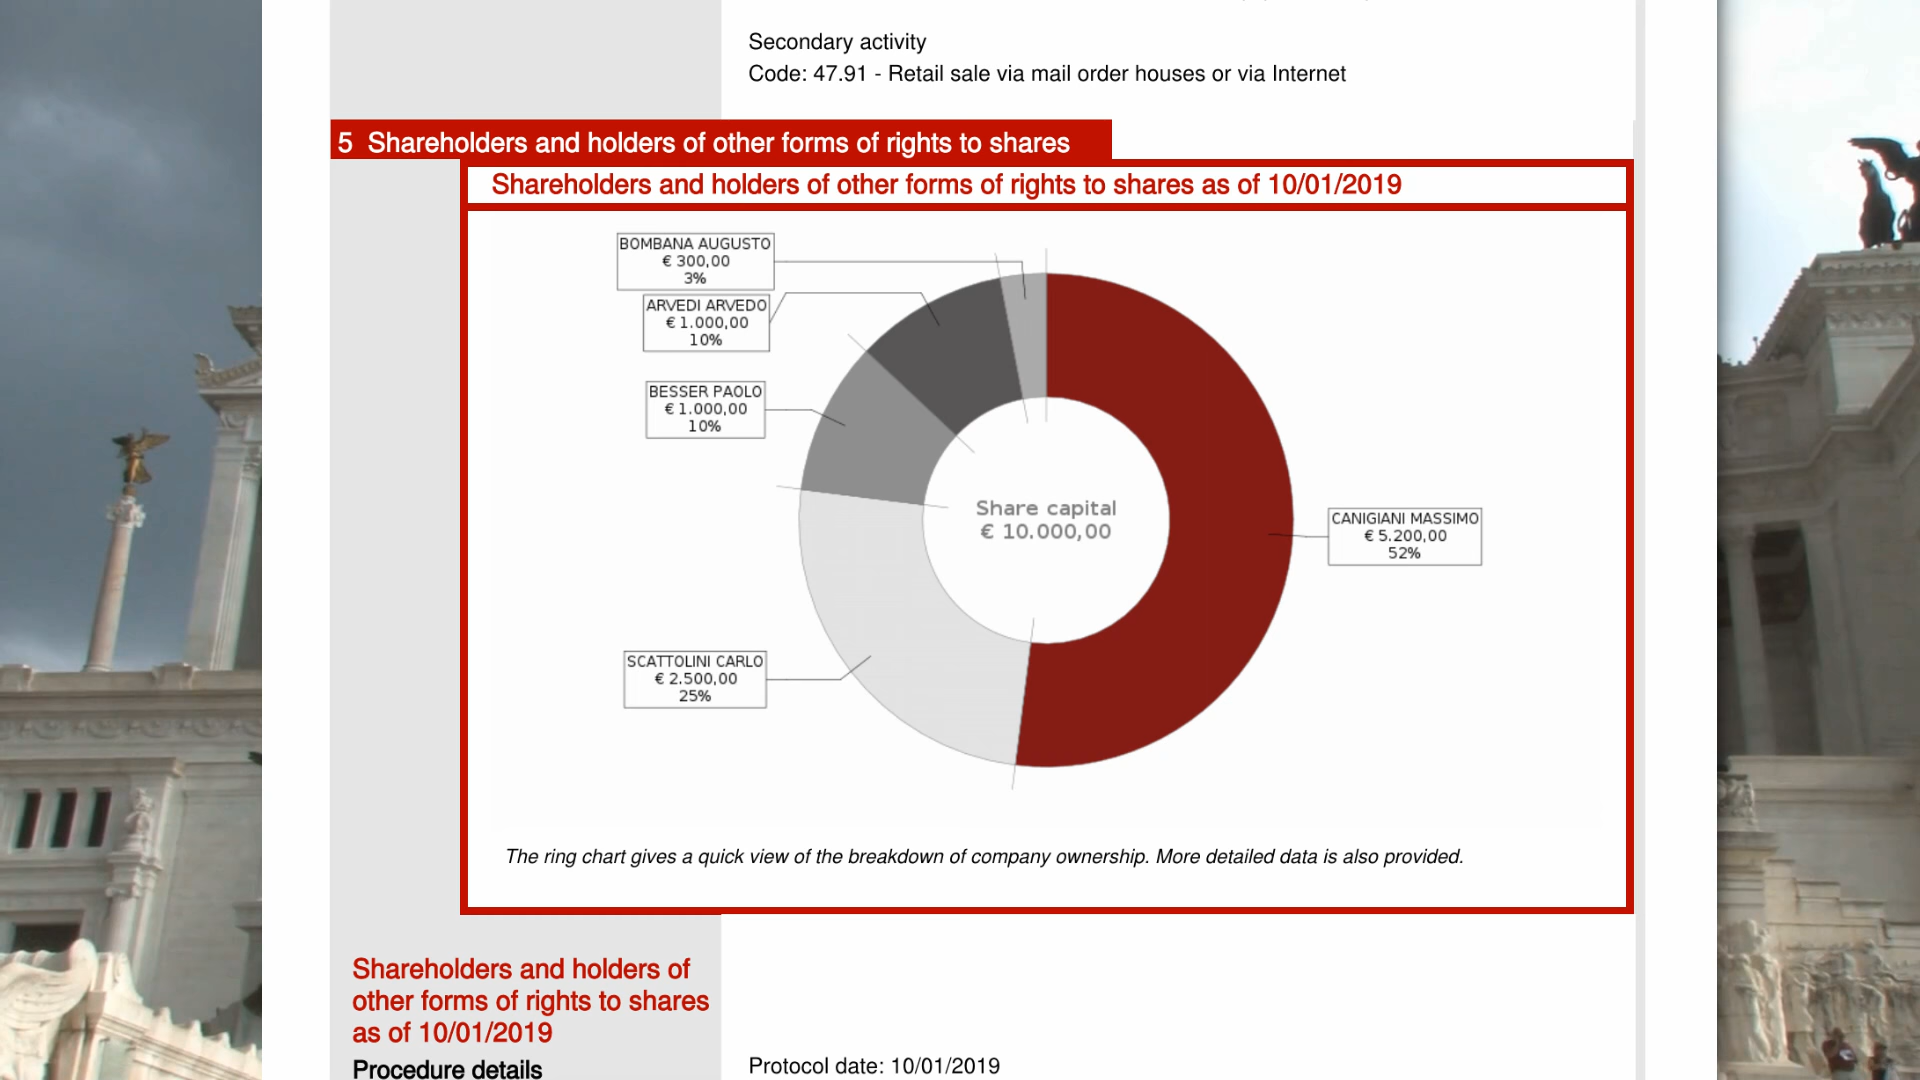 Secondary activity
Code: 47.91 - Retail sale via mail order houses or via Internet
5 Shareholders and holders of other forms of rights to shares
Shareholders and holders of other forms of rights to shares as of 10/01/2019
BOMBANA AUGUSTO
€ 300,00
3%
ARVEDI ARVEDO
€ 1.000,00
10%
BESSER PAOLO
€ 1.000,00
10%
Share capital
€ 10.000,00
CANIGIANI MASSIMO
€ 5.200,00
52%
SCATTOLINI CARLO
€ 2.500,00
25%
The ring chart gives a quick view of the breakdown of company ownership. More detailed data is also provided.
Shareholders and holders of
other forms of rights to shares
as of 10/01/2019
Procedure details
Protocol date: 10/01/2019